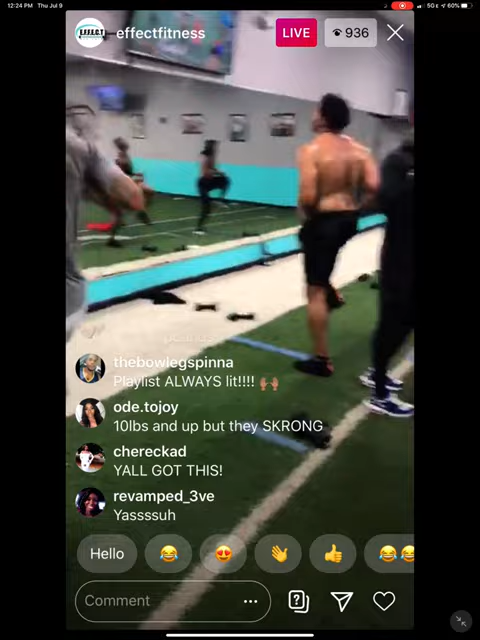 12:24 PM Thu Jul 9
5G E 60%
E.F.F.E.C.T
effectfitness
LIVE
936
thebowlegspinna
Playlist ALWAYS lit!!!! 🙌🏽
ode.tojoy
10lbs and up but they SKRONG
chereckad
YALL GOT THIS!
revamped_3ve
Yasssssuh
Hello 😂 😍 👋 👍 😂😂
Comment